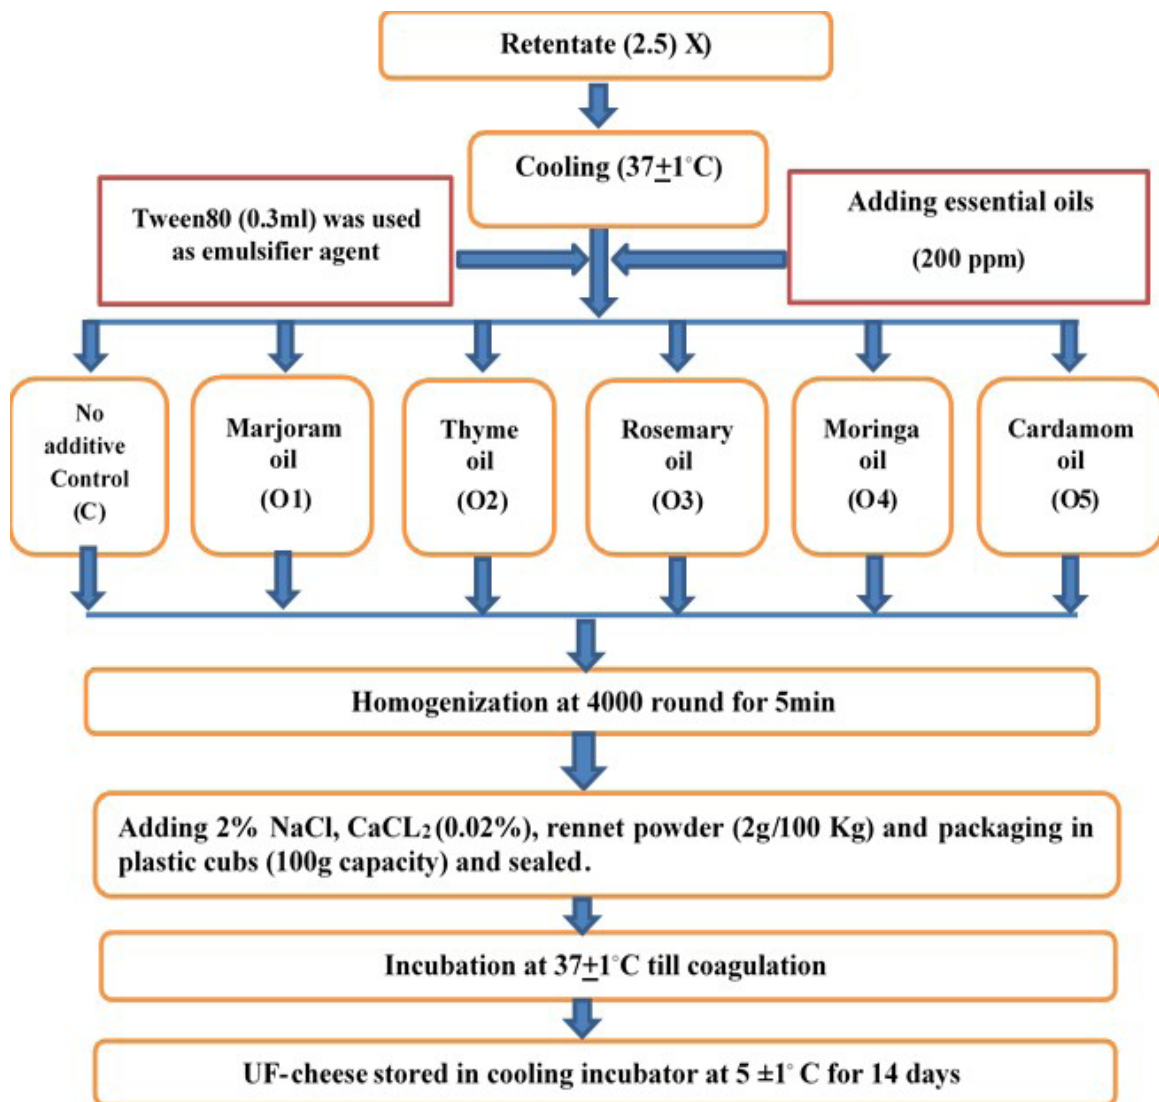 Retentate (2.5) X)
Cooling (37±1°C)
Tween80 (0.3ml) was used
as emulsifier agent
Adding essential oils
(200 ppm)
No
additive
Control
(C)
Marjoram
oil
(O1)
Thyme
oil
(O2)
Rosemary
oil
(O3)
Moringa
oil
(O4)
Cardamom
oil
(O5)
Homogenization at 4000 round for 5min
Adding 2% NaCl, CaCL₂ (0.02%), rennet powder (2g/100 Kg) and packaging in
plastic cubs (100g capacity) and sealed.
Incubation at 37±1°C till coagulation
UF-cheese stored in cooling incubator at 5 ±1° C for 14 days